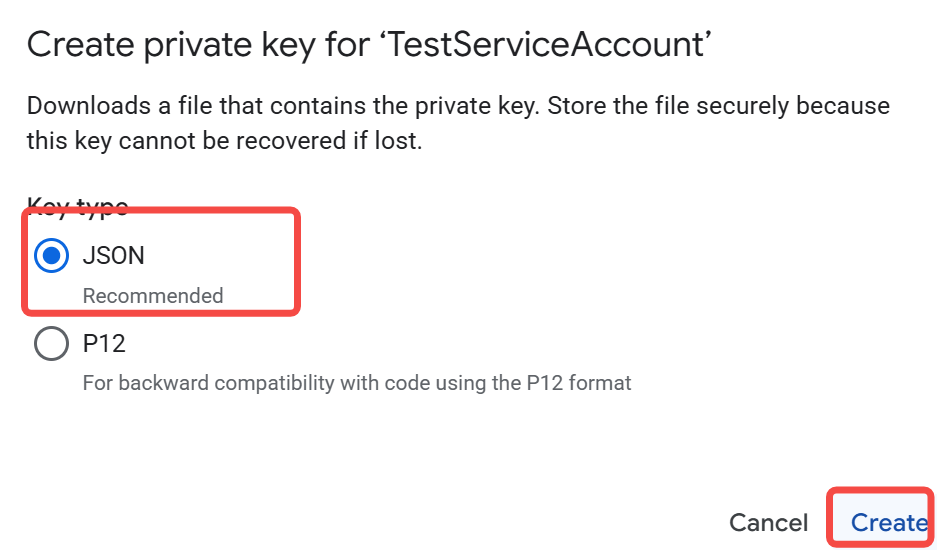 Create private key for ‘TestServiceAccount’
Downloads a file that contains the private key. Store the file securely because
this key cannot be recovered if lost.
Key type
JSON
Recommended
P12
For backward compatibility with code using the P12 format
Cancel Create